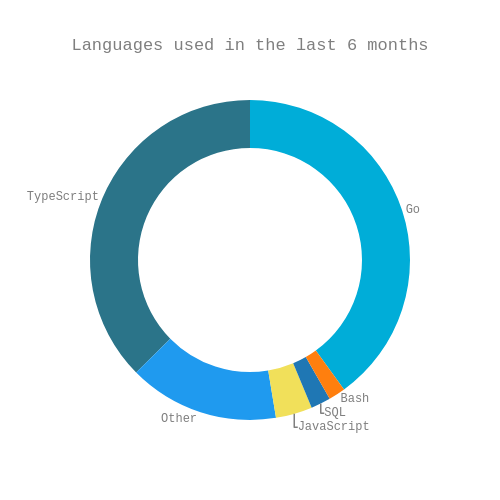 Languages used in the last 6 months
TypeScript
Go
Bash
SQL
Other
JavaScript